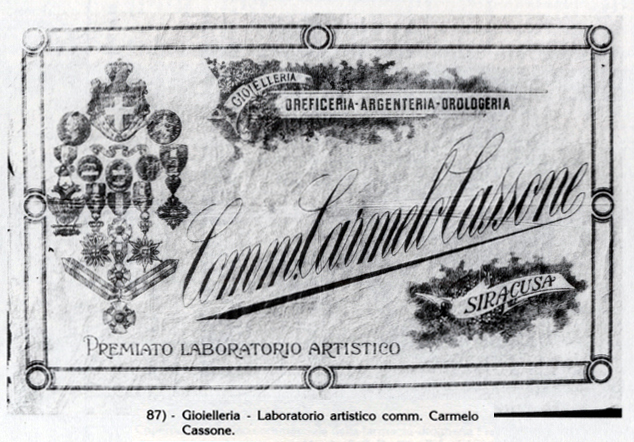 GIOIELLERIA
OREFICERIA-ARGENTERIA-OROLOGERIA
Comm. Carmelo Cassone
SIRACUSA
PREMIATO LABORATORIO ARTISTICO
87) - Gioielleria - Laboratorio artistico comm. Carmelo
Cassone.